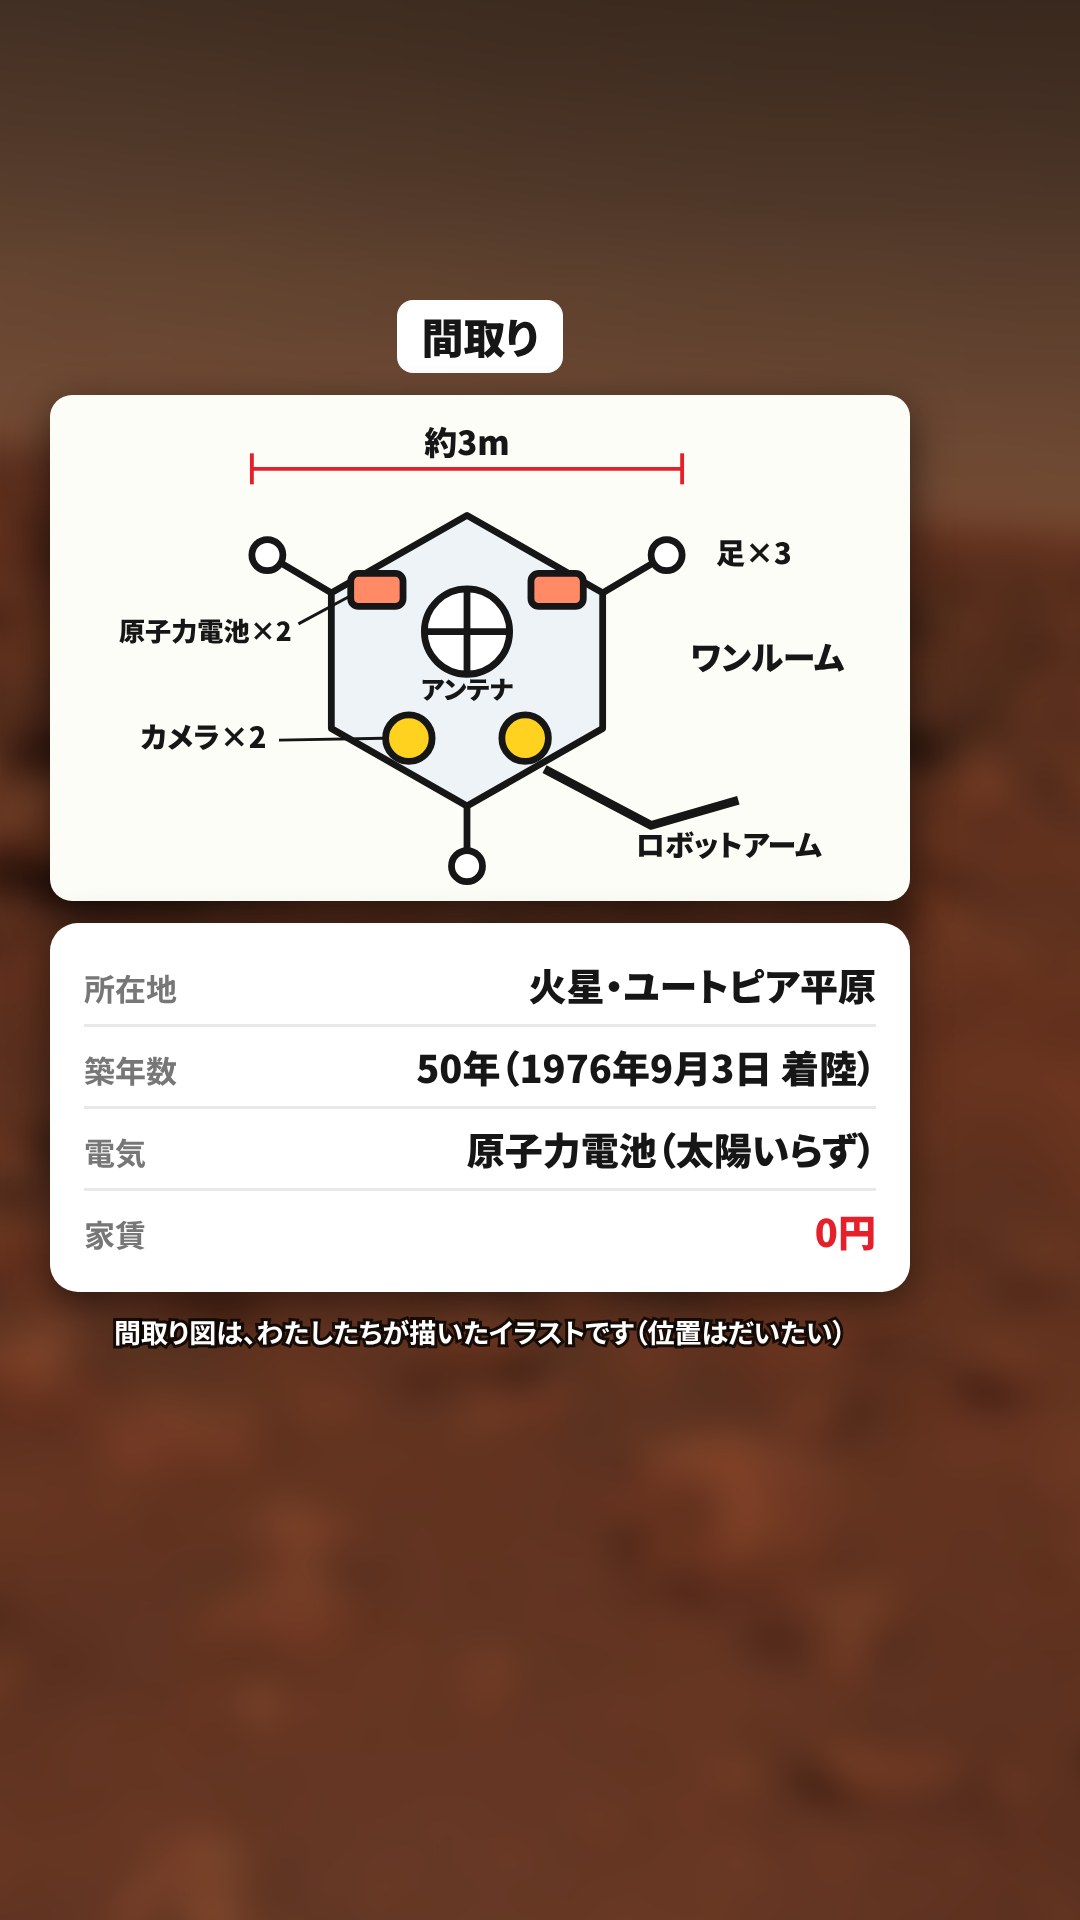 間取り
約3m
足×3
原子力電池×2
ワンルーム
アンテナ
カメラ×2
ロボットアーム
所在地 火星・ユートピア平原
築年数 50年（1976年9月3日 着陸）
電気 原子力電池（太陽いらず）
家賃 0円
間取り図は、わたしたちが描いたイラストです（位置はだいたい）